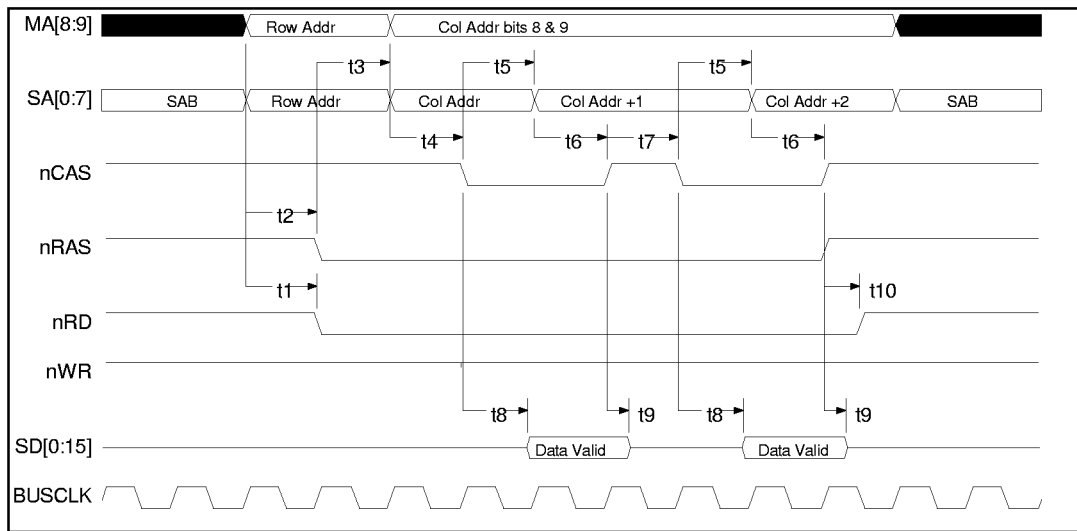 MA[8:9] Row Addr Col Addr bits 8 & 9
t3 t5 t5
SA[0:7] SAB Row Addr Col Addr Col Addr +1 Col Addr +2 SAB
t4 t6 t7 t6
nCAS
t2
nRAS
t1 t10
nRD
nWR
t8 t9 t8 t9
SD[0:15] Data Valid Data Valid
BUSCLK